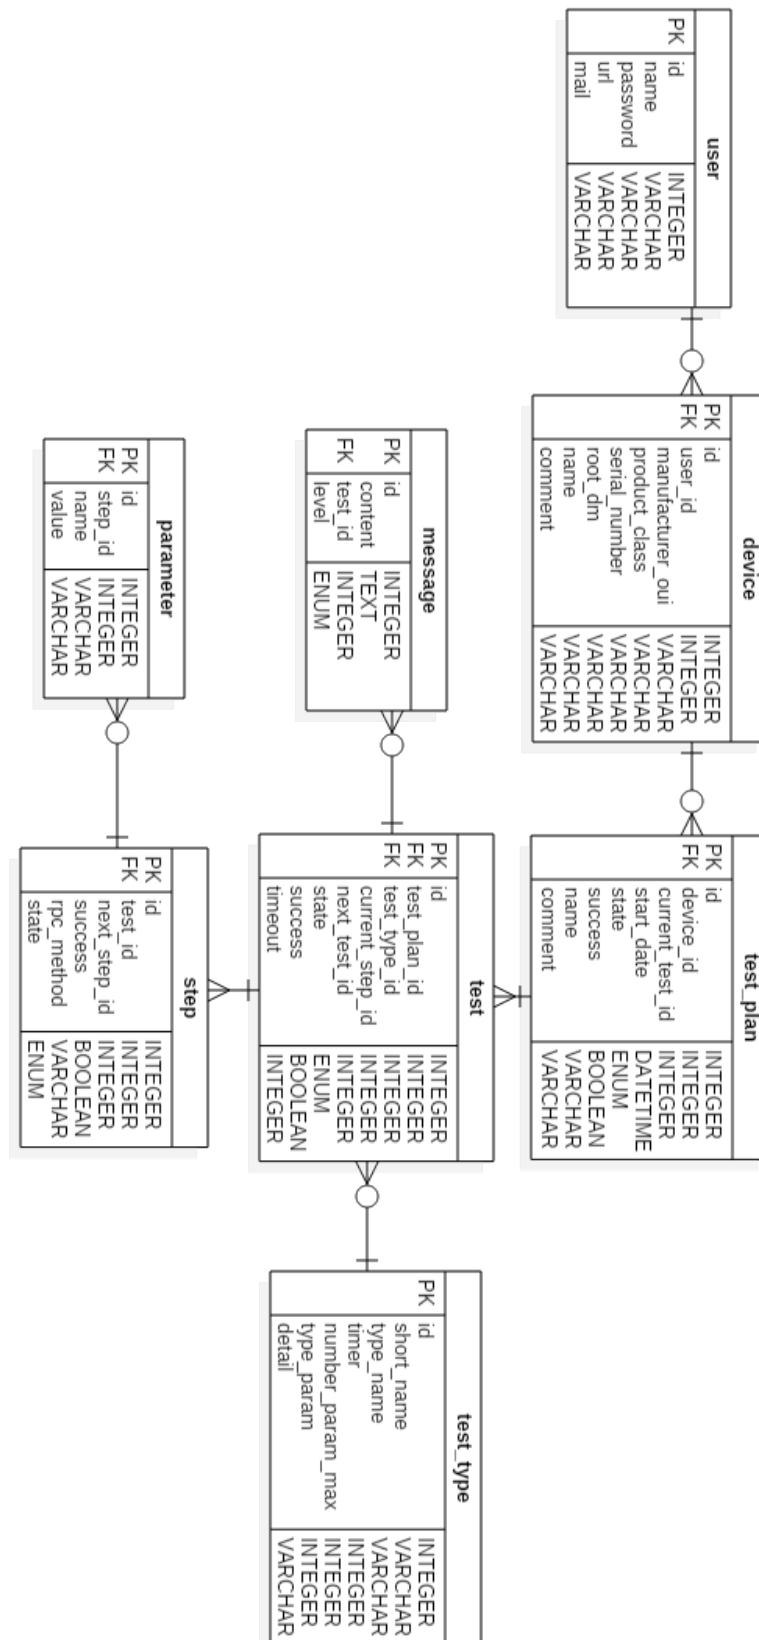 user
PK id INTEGER
name VARCHAR
password VARCHAR
url VARCHAR
mail VARCHAR
device
PK id INTEGER
FK user_id INTEGER
manufacturer_oui VARCHAR
product_class VARCHAR
serial_number VARCHAR
root_dm VARCHAR
name VARCHAR
comment VARCHAR
test_plan
PK id INTEGER
FK device_id INTEGER
current_test_id INTEGER
start_date DATETIME
state ENUM
success BOOLEAN
name VARCHAR
comment VARCHAR
message
PK id INTEGER
content TEXT
FK test_id INTEGER
level ENUM
test
PK id INTEGER
FK test_plan_id INTEGER
FK test_type_id INTEGER
current_step_id INTEGER
next_test_id INTEGER
state ENUM
success BOOLEAN
timeout INTEGER
test_type
PK id INTEGER
short_name VARCHAR
type_name VARCHAR
timer INTEGER
number_param_max INTEGER
type_param INTEGER
detail VARCHAR
parameter
PK id INTEGER
FK step_id INTEGER
name VARCHAR
value VARCHAR
step
PK id INTEGER
FK test_id INTEGER
next_step_id INTEGER
success BOOLEAN
rpc_method VARCHAR
state ENUM